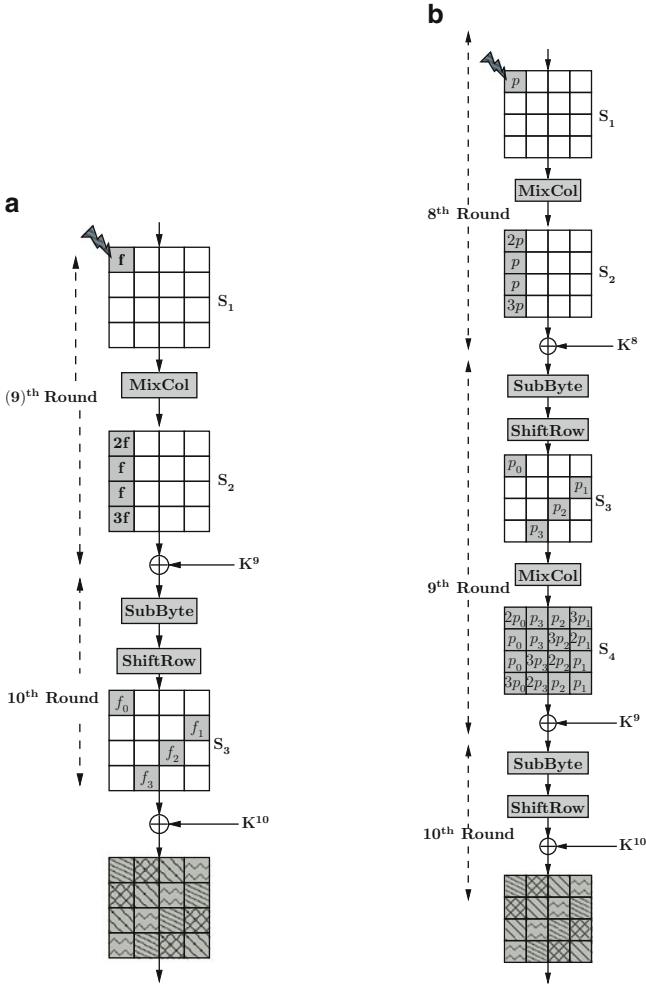 a
f
S₁
MixCol
(9)ᵗʰ Round
2f
f
f
3f
S₂
K⁹
SubByte
ShiftRow
10ᵗʰ Round
f₀
f₁
f₂
f₃
S₃
K¹⁰
b
p
S₁
MixCol
8ᵗʰ Round
2p
p
p
3p
S₂
K⁸
SubByte
ShiftRow
p₀
p₁
p₂
p₃
S₃
MixCol
9ᵗʰ Round
2p₀ p₃ p₂ 3p₁
p₀ p₃ 3p₂ 2p₁
p₀ 3p₃ 2p₂ p₁
3p₀ 2p₃ p₂ p₁
S₄
K⁹
SubByte
ShiftRow
10ᵗʰ Round
K¹⁰